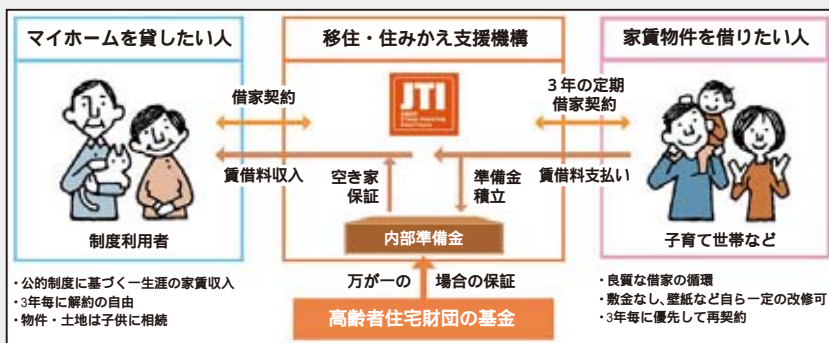 マイホームを貸したい人
移住・住みかえ支援機構
家賃物件を借りたい人
借家契約
JTI
3年の定期
借家契約
賃借料収入
空き家
保証
準備金
積立
賃借料支払い
制度利用者
内部準備金
子育て世帯など
・公的制度に基づく一生涯の家賃収入
・3年毎に解約の自由
・物件・土地は子供に相続
万が一の 場合の保証
高齢者住宅財団の基金
・良質な借家の循環
・敷金なし、壁紙など自ら一定の改修可
・3年毎に優先して再契約